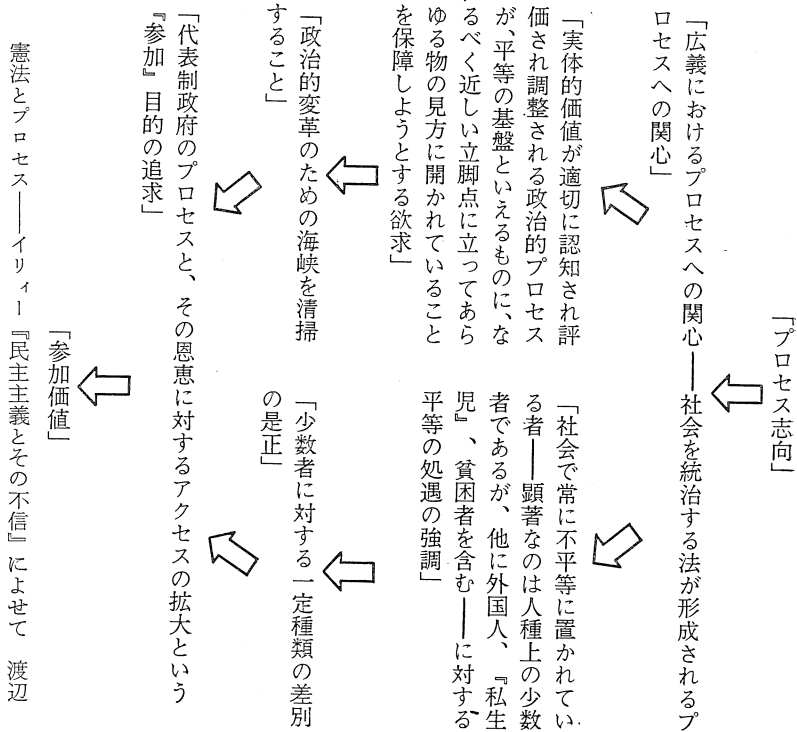 「プロセス志向」
「広義におけるプロセスへの関心――社会を統治する法が形成されるプ
ロセスへの関心」
「実体的価値が適切に認知され評
価され調整される政治的プロセス
が、平等の基盤といえるものに、な
るべく近しい立脚点に立ってあら
ゆる物の見方に開かれていること
を保障しようとする欲求」
「社会で常に不平等に置かれてい
る者――顕著なのは人種上の少数
者であるが、他に外国人、『私生
児』、貧困者を含む――に対する
平等の処遇の強調」
「政治的変革のための海峡を清掃
すること」
「少数者に対する一定種類の差別
の是正」
「代表制政府のプロセスと、その恩恵に対するアクセスの拡大という
『参加』目的の追求」
「参加価値」
憲法とプロセス――イリィー『民主主義とその不信』によせて 渡辺